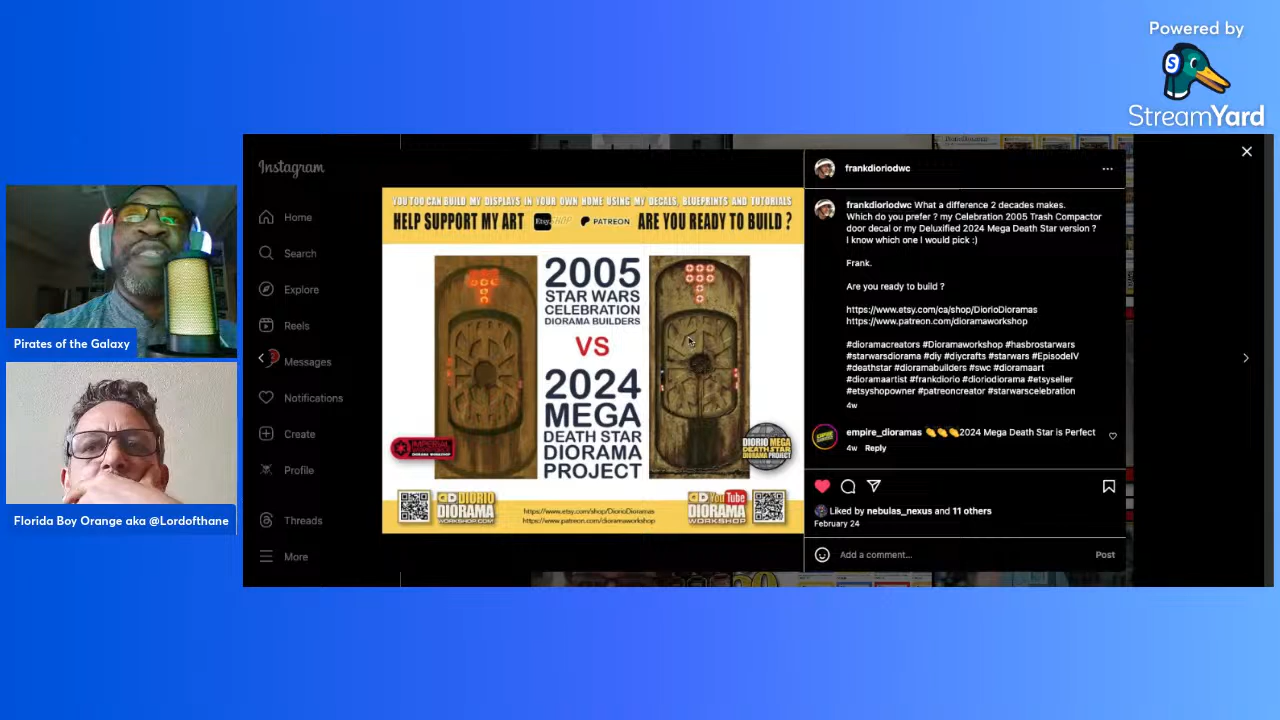 Powered by
StreamYard
Pirates of the Galaxy
Florida Boy Orange aka @Lordofthane
Instagram
Home
Search
Explore
Reels
Messages
Notifications
Create
Profile
Threads
More
YOU TOO CAN BUILD MY DISPLAYS IN YOUR OWN HOME USING MY DECALS, BLUEPRINTS AND TUTORIALS
HELP SUPPORT MY ART Etsy SHOP PATREON ARE YOU READY TO BUILD ?
2005
STAR WARS
CELEBRATION
DIORAMA BUILDERS
VS
2024
MEGA
DEATH STAR
DIORAMA
PROJECT
IMPERIAL
DIORAMA WORKSHOP
DIORIO MEGA
DEATH STAR
DIORAMA PROJECT
DIORIO
DIORAMA
WORKSHOP.COM
https://www.etsy.com/shop/DiorioDioramas
https://www.patreon.com/dioramaworkshop
YouTube
DIORAMA
WORKSHOP
frankdioriodwc
frankdioriodwc What a difference 2 decades makes.
Which do you prefer ? my Celebration 2005 Trash Compactor
door decal or my Deluxified 2024 Mega Death Star version ?
I know which one I would pick :)
Frank.
Are you ready to build ?
https://www.etsy.com/ca/shop/DiorioDioramas
https://www.patreon.com/dioramaworkshop
#dioramacreators #Dioramaworkshop #hasbrostarwars
#starwarsdiorama #diy #diycrafts #starwars #EpisodeIV
#deathstar #dioramabuilders #swc #dioramaart
#dioramaartist #frankdiorio #dioriodiorama #etsyseller
#etsyshopowner #patreoncreator #starwarscelebration
4w
empire_dioramas 👏👏👏2024 Mega Death Star is Perfect
4w Reply
Liked by nebulas_nexus and 11 others
February 24
Add a comment...
Post